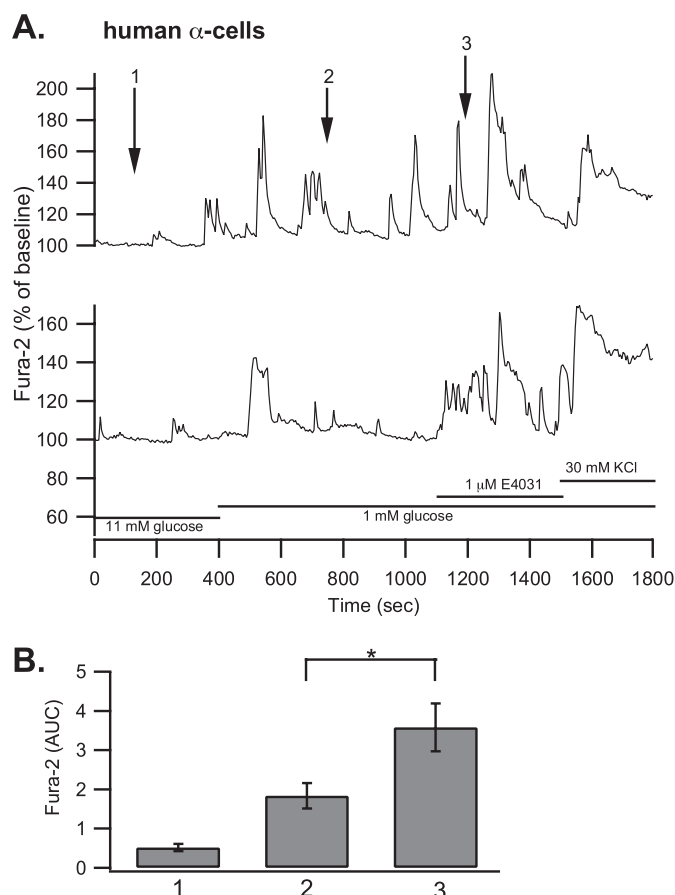 A.
human α-cells
1
2
3
200
180
160
140
120
100
Fura-2 (% of baseline)
160
140
120
100
80
60
30 mM KCl
1 μM E4031
1 mM glucose
11 mM glucose
0 200 400 600 800 1000 1200 1400 1600 1800
Time (sec)
B.
*
5
4
3
2
1
0
Fura-2 (AUC)
1 2 3